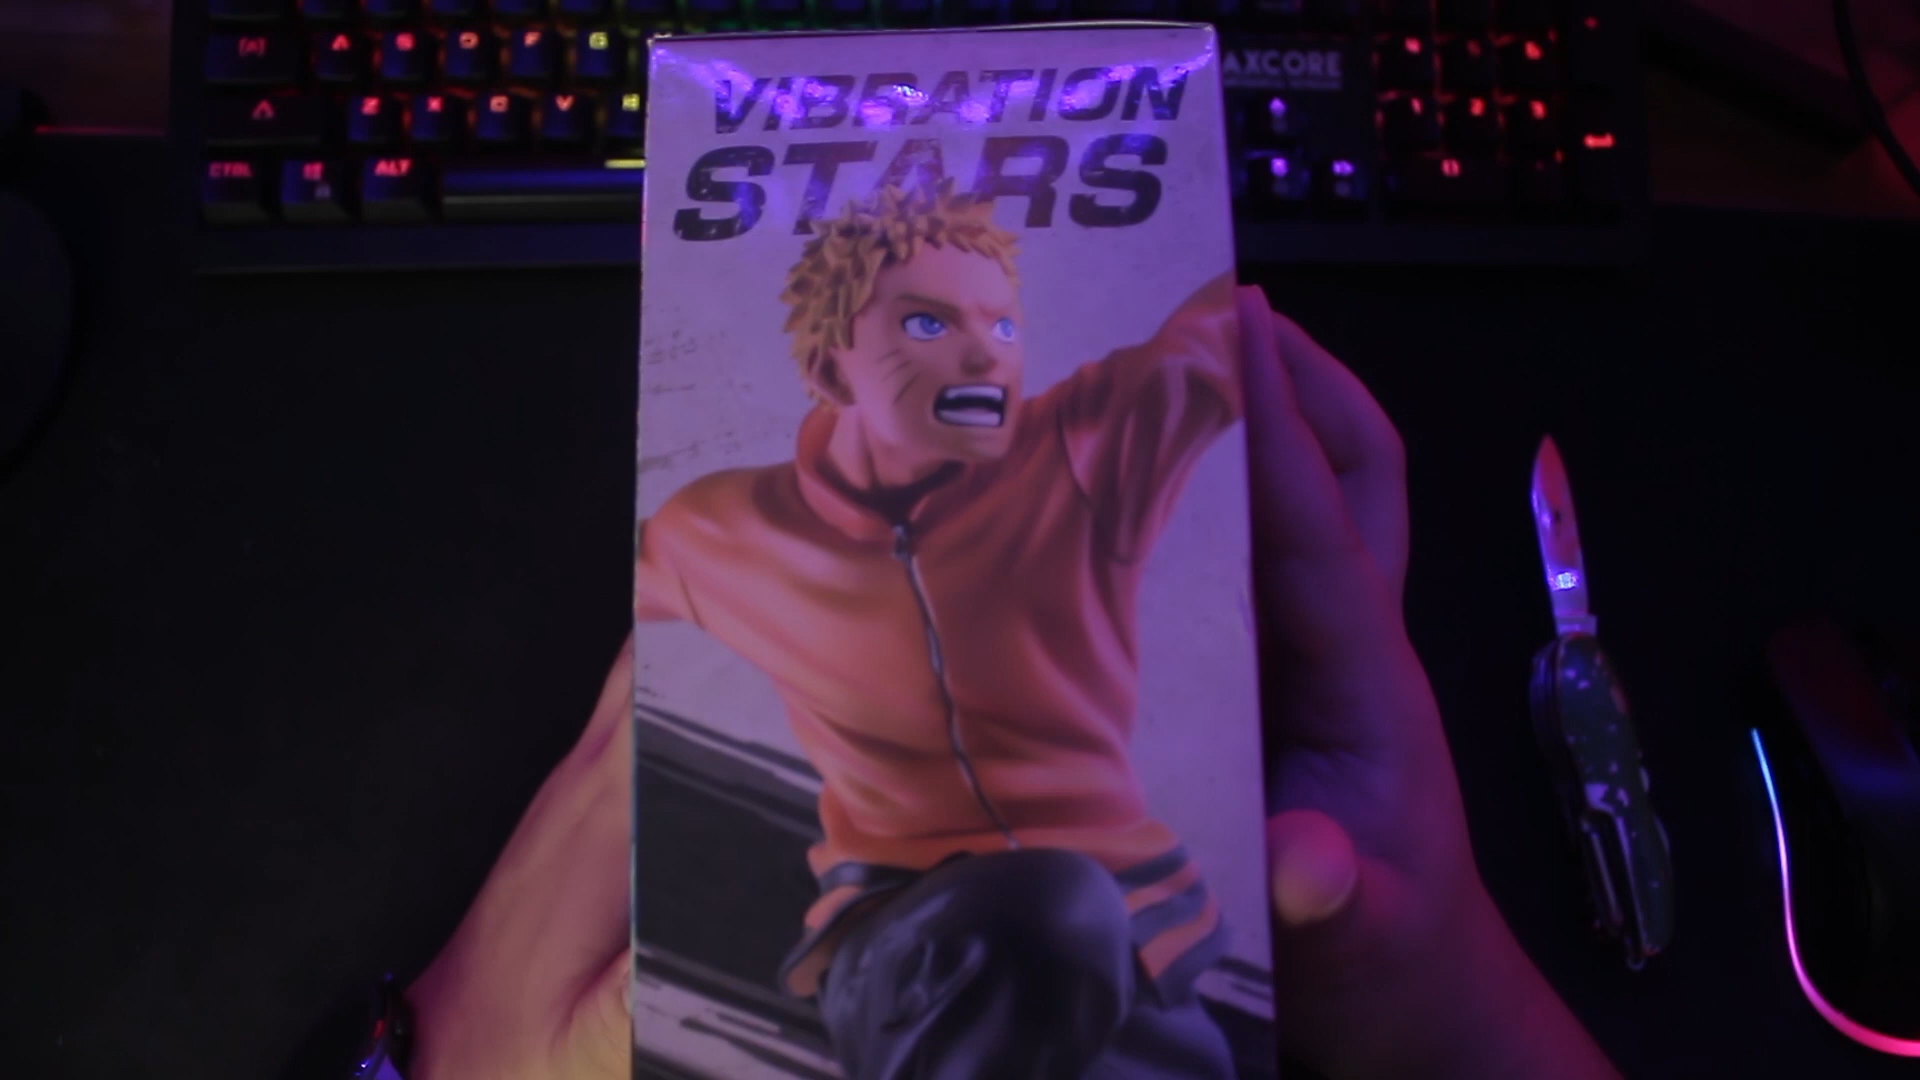 VIBRATION
STARS
AXCORE
A S D F G
Z X C V B
CTRL ALT